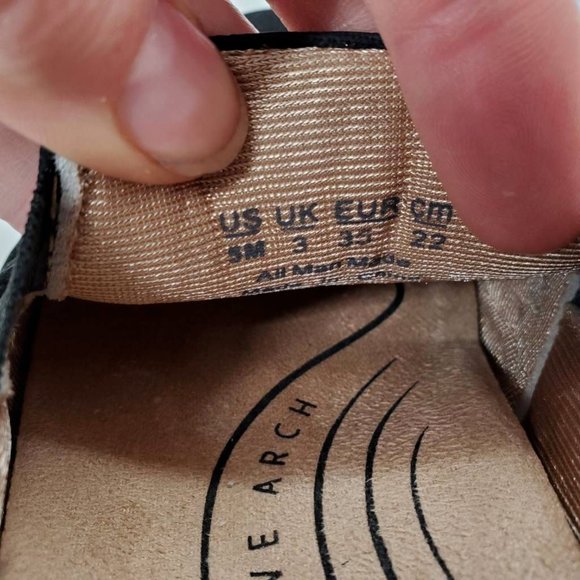 US UK EUR cm
5M 3 35 22
All Man Made
NE ARCH